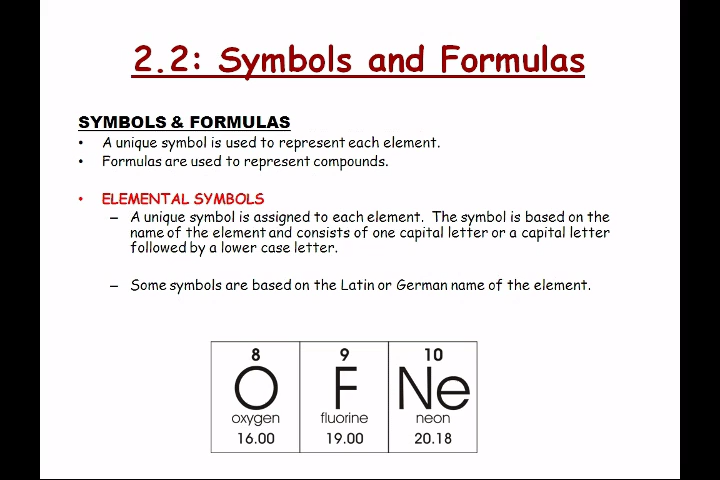 2.2: Symbols and Formulas
SYMBOLS & FORMULAS
• A unique symbol is used to represent each element.
• Formulas are used to represent compounds.
• ELEMENTAL SYMBOLS
– A unique symbol is assigned to each element. The symbol is based on the
name of the element and consists of one capital letter or a capital letter
followed by a lower case letter.
– Some symbols are based on the Latin or German name of the element.
8 9 10
O F Ne
oxygen fluorine neon
16.00 19.00 20.18